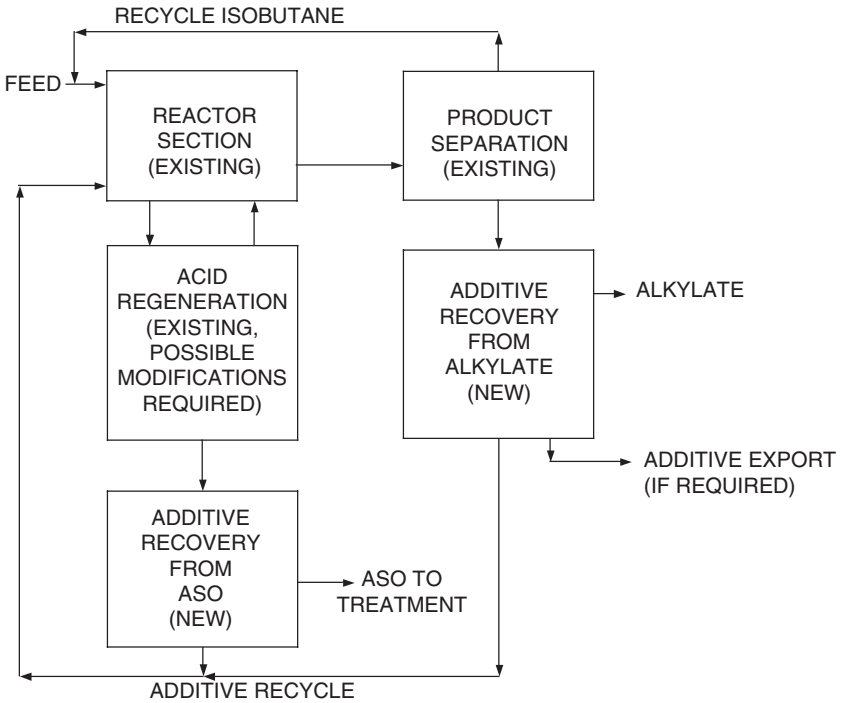 RECYCLE ISOBUTANE
FEED
REACTOR
SECTION
(EXISTING)
PRODUCT
SEPARATION
(EXISTING)
ACID
REGENERATION
(EXISTING,
POSSIBLE
MODIFICATIONS
REQUIRED)
ADDITIVE
RECOVERY
FROM
ALKYLATE
(NEW)
ALKYLATE
ADDITIVE EXPORT
(IF REQUIRED)
ADDITIVE
RECOVERY
FROM
ASO
(NEW)
ASO TO
TREATMENT
ADDITIVE RECYCLE